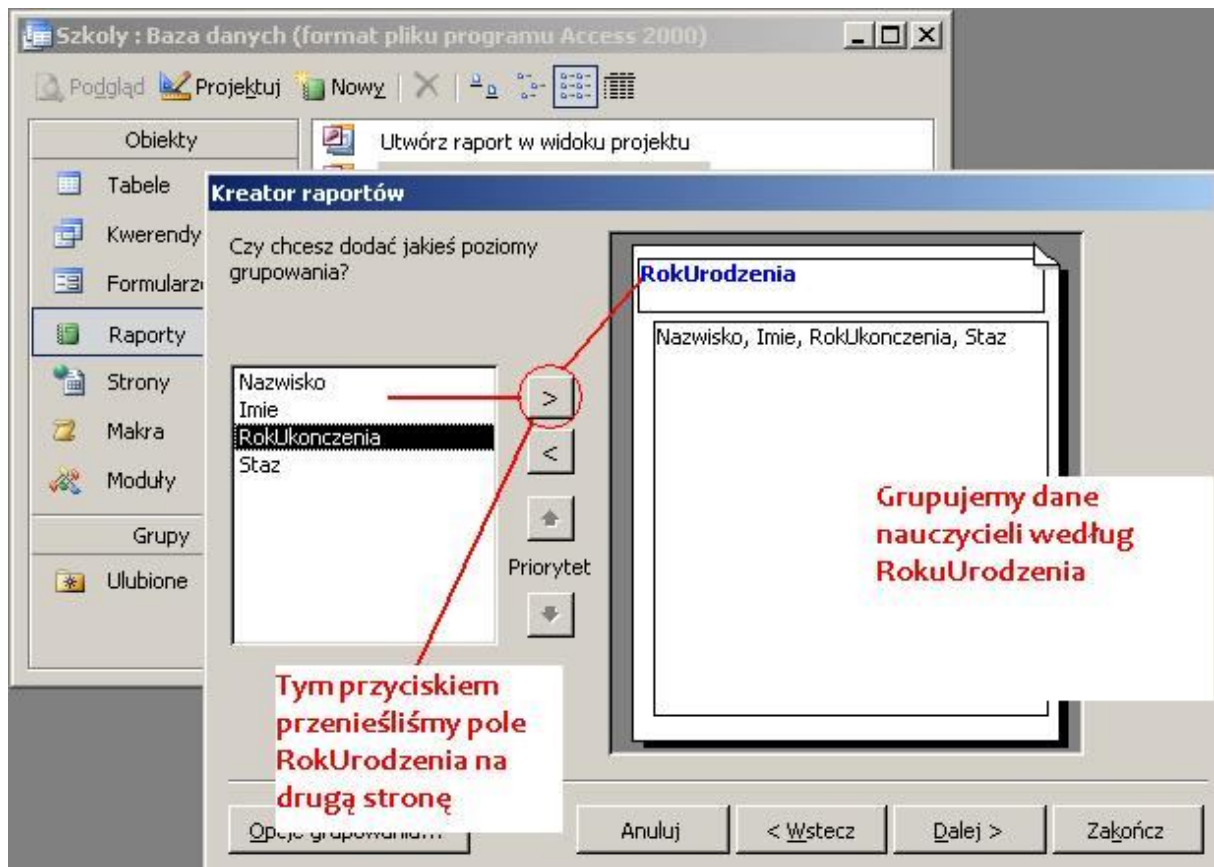 Szkoly : Baza danych (format pliku programu Access 2000)
Podgląd Projektuj Nowy
Obiekty
Utwórz raport w widoku projektu
Tabele
Kwerendy
Raporty
Strony
Makra
Moduły
Grupy
Ulubione
Kreator raportów
Czy chcesz dodać jakieś poziomy
grupowania?
Nazwisko
Imie
RokUkonczenia
Staz
>
<
Priorytet
RokUrodzenia
Nazwisko, Imie, RokUkonczenia, Staz
Grupujemy dane
nauczycieli według
RokuUrodzenia
Tym przyciskiem
przenieśliśmy pole
RokUrodzenia na
drugą stronę
Opcje grupowania...
Anuluj
< Wstecz
Dalej >
Zakończ